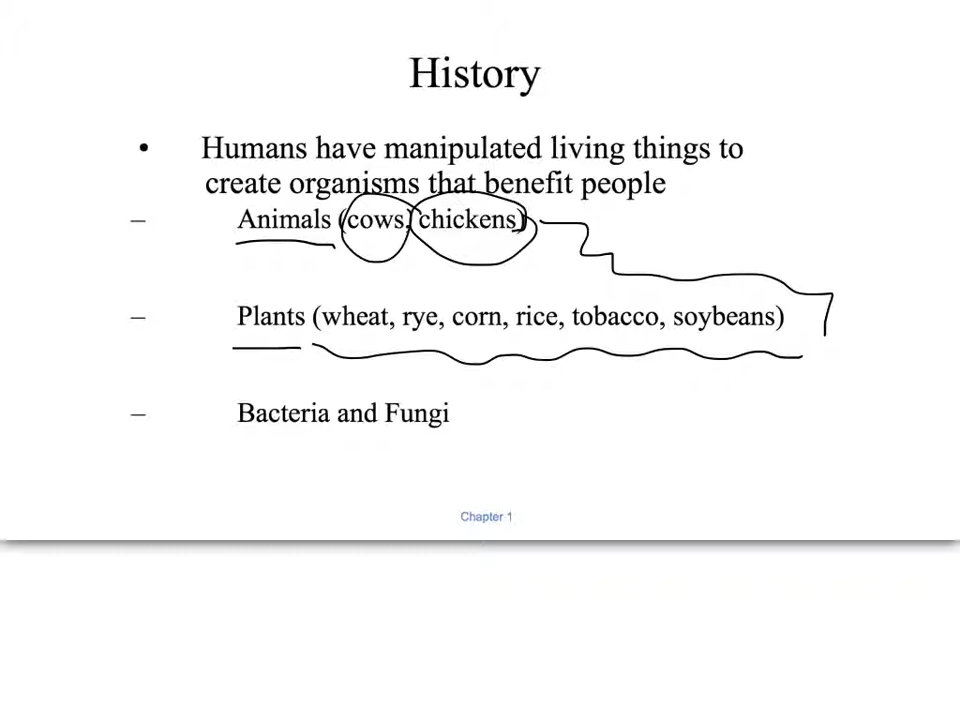 History
• Humans have manipulated living things to
create organisms that benefit people
– Animals (cows, chickens)
– Plants (wheat, rye, corn, rice, tobacco, soybeans)
– Bacteria and Fungi
Chapter 1